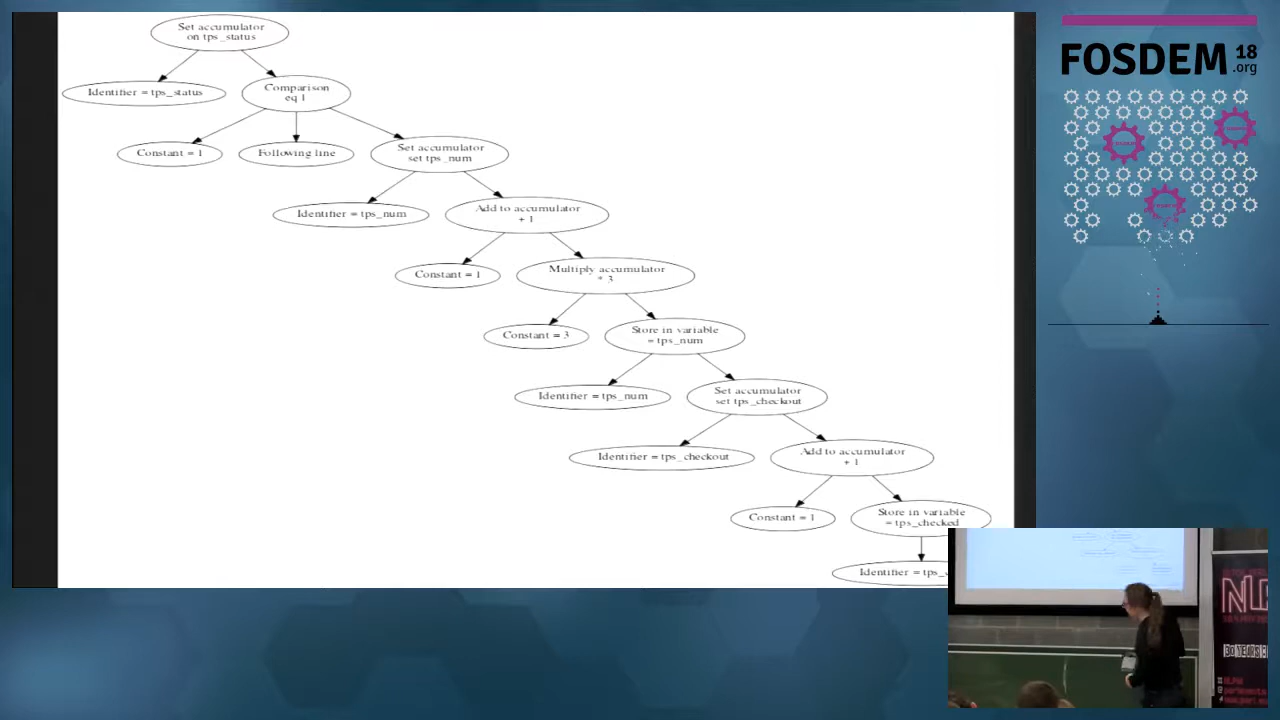 Set accumulator
on tps_status
Identifier = tps_status
Comparison
eq 1
Constant = 1
Following line
Set accumulator
set tps_num
Identifier = tps_num
Add to accumulator
+ 1
Constant = 1
Multiply accumulator
* 3
Constant = 3
Store in variable
= tps_num
Identifier = tps_num
Set accumulator
set tps_checkout
Identifier = tps_checkout
Add to accumulator
+ 1
Constant = 1
Store in variable
= tps_checked
Identifier = tps_
FOSDEM 18
.org